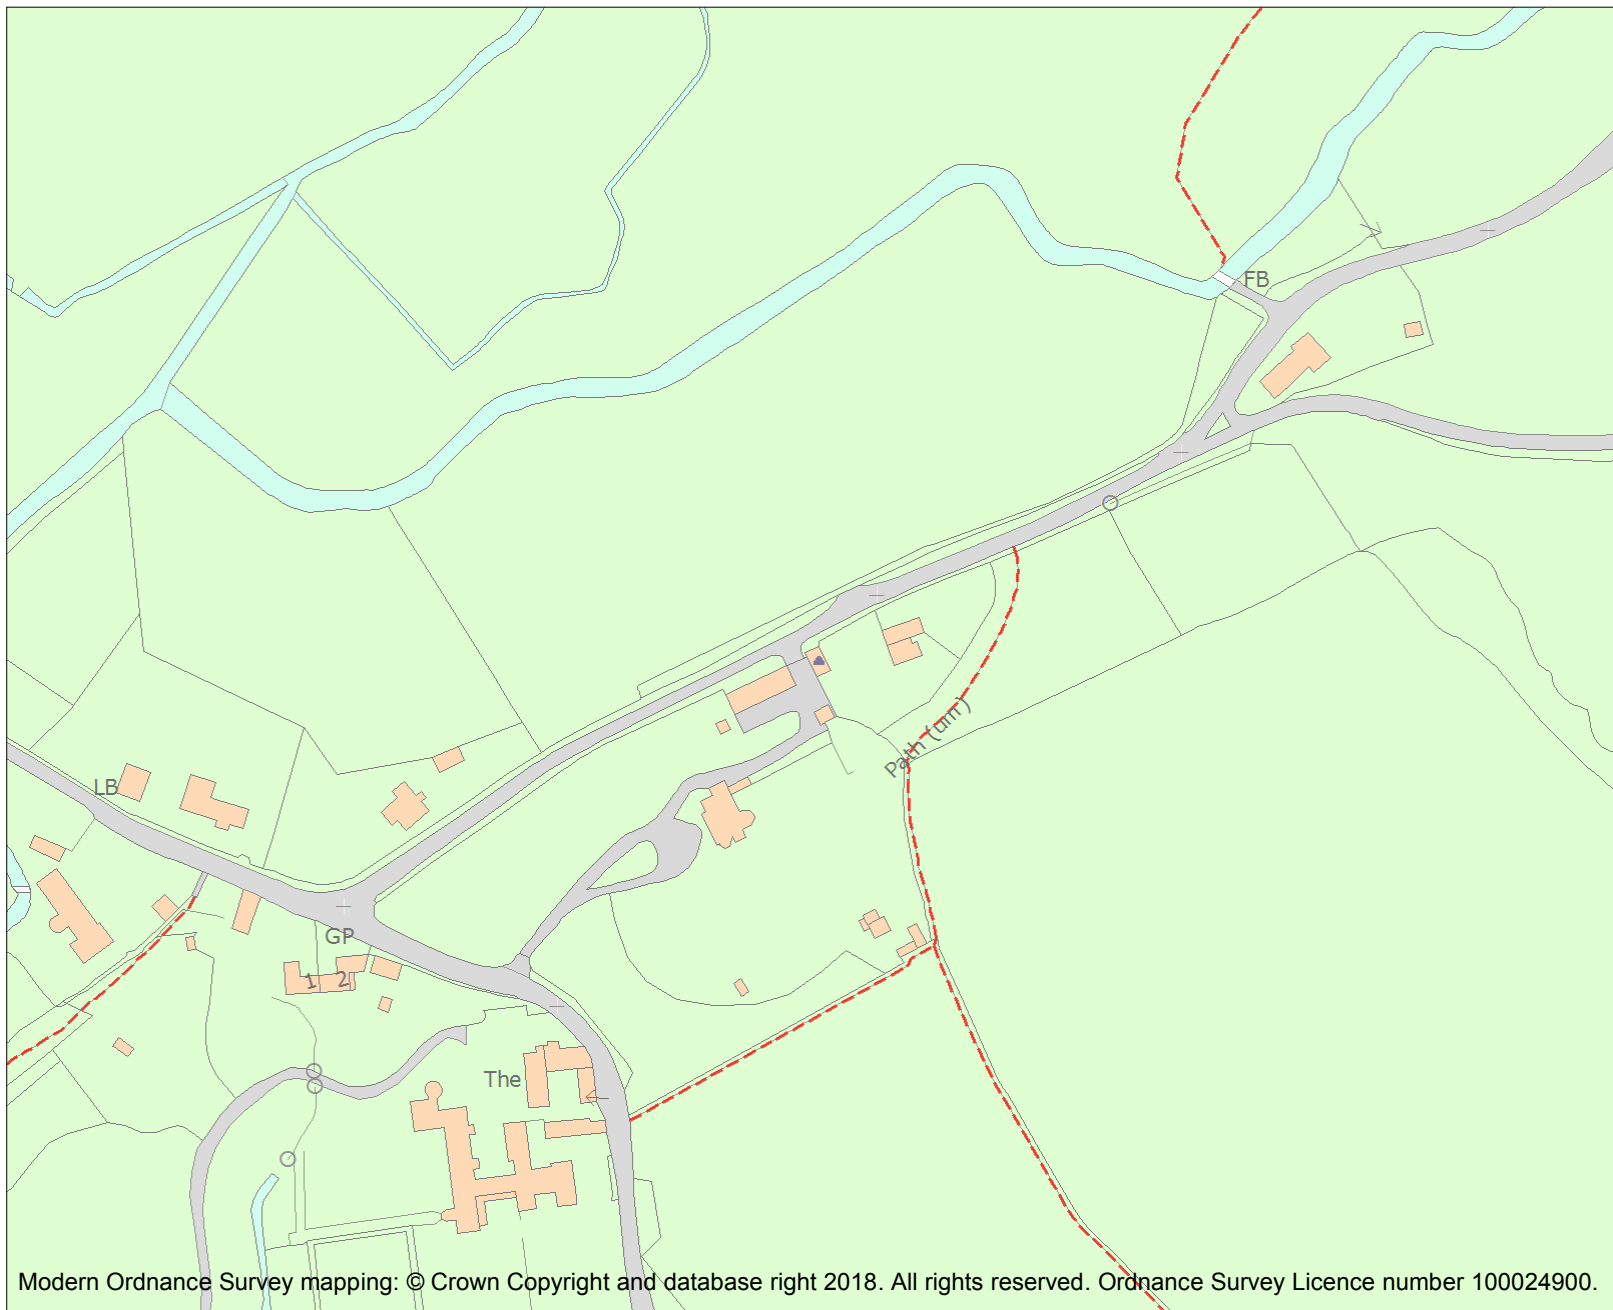 FB
Path (um)
LB
GP
1 2
The
Modern Ordnance Survey mapping: © Crown Copyright and database right 2018. All rights reserved. Ordnance Survey Licence number 100024900.